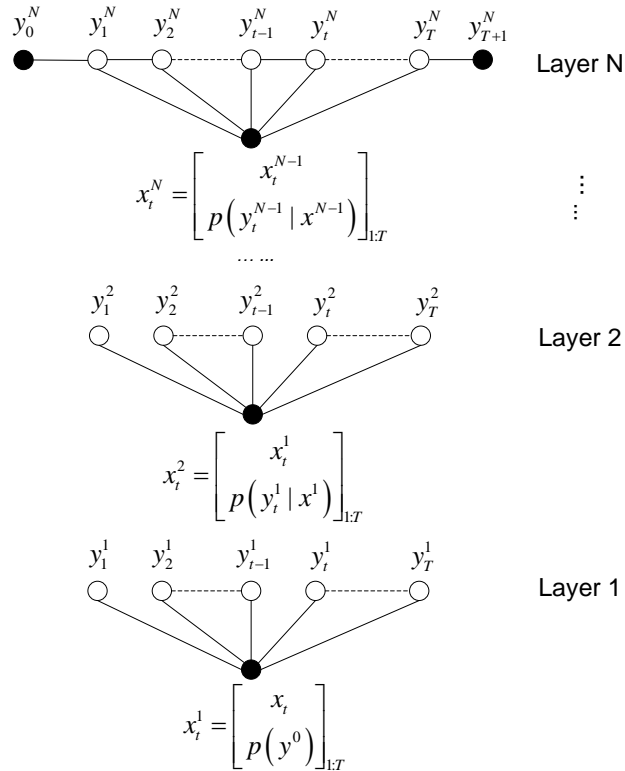 y_0^N y_1^N y_2^N y_{t-1}^N y_t^N y_T^N y_{T+1}^N
Layer N
x_t^N = [ x_t^{N-1} p(y_t^{N-1} | x^{N-1}) ]_{1:T}
⋮
...
... ...
y_1^2 y_2^2 y_{t-1}^2 y_t^2 y_T^2
Layer 2
x_t^2 = [ x_t^1 p(y_t^1 | x^1) ]_{1:T}
y_1^1 y_2^1 y_{t-1}^1 y_t^1 y_T^1
Layer 1
x_t^1 = [ x_t p(y^0) ]_{1:T}